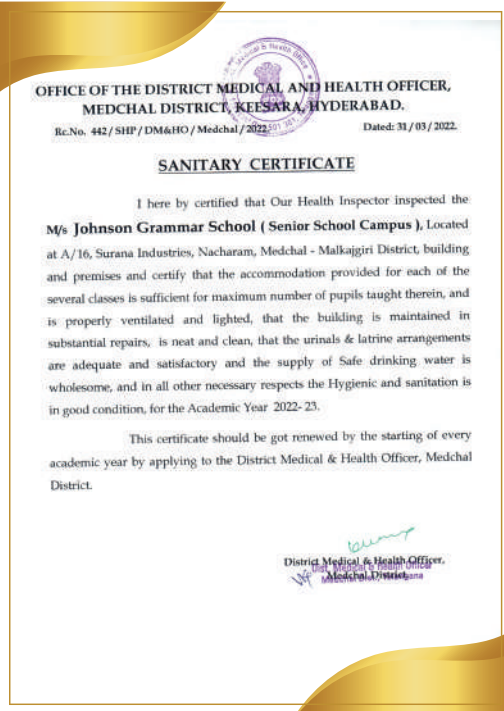 OFFICE OF THE DISTRICT MEDICAL AND HEALTH OFFICER,
MEDCHAL DISTRICT, KEESARA, HYDERABAD.
Rc.No. 442 / SHP / DM&HO / Medchal / 2022
Dated: 31 / 03 / 2022.
SANITARY CERTIFICATE
I here by certified that Our Health Inspector inspected the
M/s Johnson Grammar School ( Senior School Campus ), Located
at A/16, Surana Industries, Nacharam, Medchal - Malkajgiri District, building
and premises and certify that the accommodation provided for each of the
several classes is sufficient for maximum number of pupils taught therein, and
is properly ventilated and lighted, that the building is maintained in
substantial repairs, is neat and clean, that the urinals & latrine arrangements
are adequate and satisfactory and the supply of Safe drinking water is
wholesome, and in all other necessary respects the Hygienic and sanitation is
in good condition, for the Academic Year 2022- 23.
This certificate should be got renewed by the starting of every
academic year by applying to the District Medical & Health Officer, Medchal
District.
District Medical & Health Officer,
Medchal District
Dist. Medical & Health Officer
Medchal Dist., Telangana